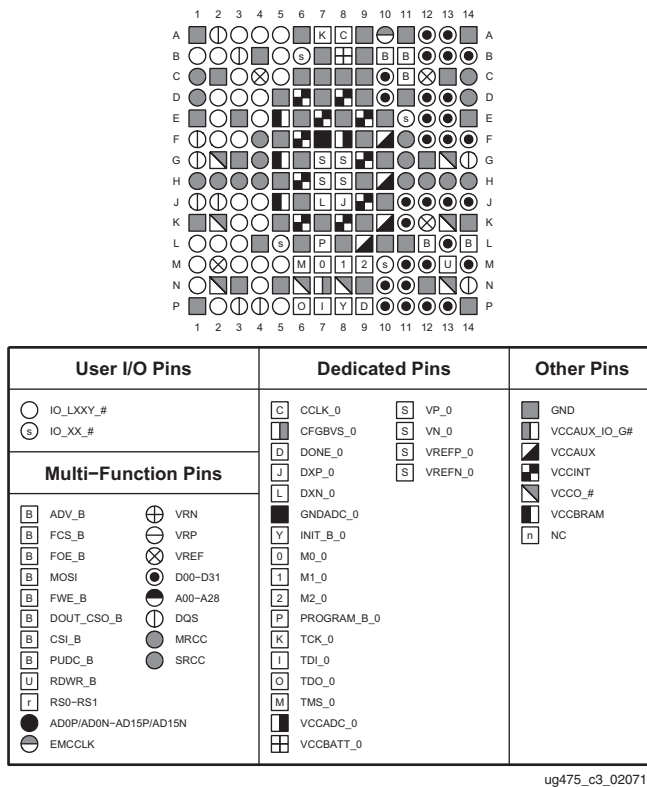 1 2 3 4 5 6 7 8 9 10 11 12 13 14
A K C A
B s B B B
C B C
D D
E s E
F F
G S S G
H S S H
J L J J
K K
L s P B B L
M M 0 1 2 s U M
N N
P O I Y D P
1 2 3 4 5 6 7 8 9 10 11 12 13 14
User I/O Pins
IO_LXXY_#
s IO_XX_#
Multi−Function Pins
B ADV_B
B FCS_B
B FOE_B
B MOSI
B FWE_B
B DOUT_CSO_B
B CSI_B
B PUDC_B
U RDWR_B
r RS0−RS1
AD0P/AD0N−AD15P/AD15N
EMCCLK
VRN
VRP
VREF
D00−D31
A00−A28
DQS
MRCC
SRCC
Dedicated Pins
C CCLK_0
CFGBVS_0
D DONE_0
J DXP_0
L DXN_0
GNDADC_0
Y INIT_B_0
0 M0_0
1 M1_0
2 M2_0
P PROGRAM_B_0
K TCK_0
I TDI_0
O TDO_0
M TMS_0
VCCADC_0
VCCBATT_0
S VP_0
S VN_0
S VREFP_0
S VREFN_0
Other Pins
GND
VCCAUX_IO_G#
VCCAUX
VCCINT
VCCO_#
VCCBRAM
n NC
ug475_c3_02071